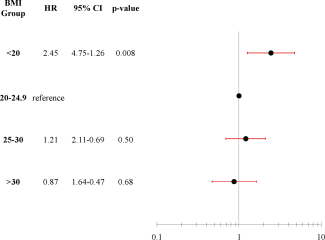 BMI Group HR 95% CI p-value
<20 2.45 4.75-1.26 0.008
20-24.9 reference
25-30 1.21 2.11-0.69 0.50
>30 0.87 1.64-0.47 0.68
0.1 1 10